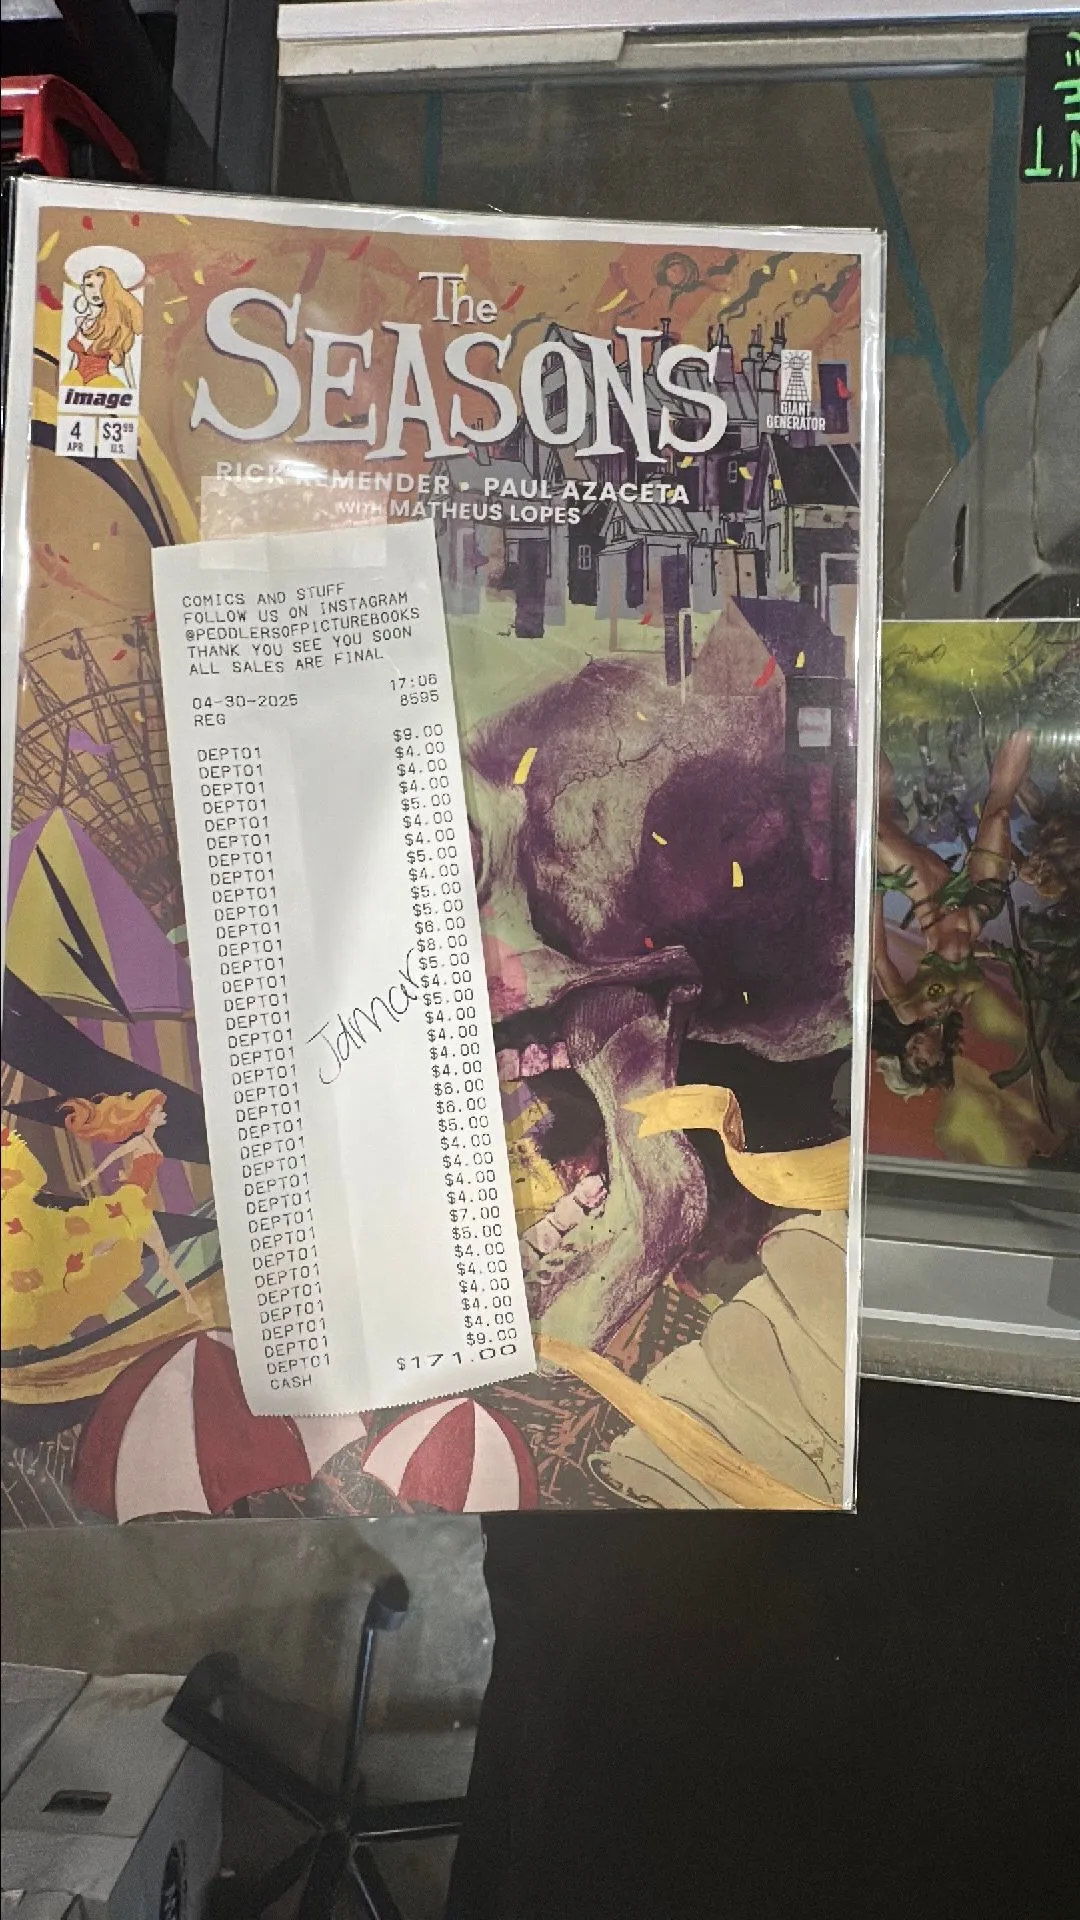 The
SEASONS
image
4
APR
$3.99
U.S.
GIANT
GENERATOR
RICK REMENDER • PAUL AZACETA
WITH MATHEUS LOPES
COMICS AND STUFF
FOLLOW US ON INSTAGRAM
@PEDDLERSOFPICTUREBOOKS
THANK YOU SEE YOU SOON
ALL SALES ARE FINAL
04-30-2025 17:06
REG 8595
DEPT01 $9.00
DEPT01 $4.00
DEPT01 $4.00
DEPT01 $4.00
DEPT01 $5.00
DEPT01 $4.00
DEPT01 $4.00
DEPT01 $5.00
DEPT01 $4.00
DEPT01 $5.00
DEPT01 $5.00
DEPT01 $6.00
DEPT01 $8.00
DEPT01 $5.00
DEPT01 $4.00
DEPT01 $5.00
DEPT01 $4.00
DEPT01 $4.00
DEPT01 $4.00
DEPT01 $4.00
DEPT01 $6.00
DEPT01 $6.00
DEPT01 $5.00
DEPT01 $4.00
DEPT01 $4.00
DEPT01 $4.00
DEPT01 $4.00
DEPT01 $7.00
DEPT01 $5.00
DEPT01 $4.00
DEPT01 $4.00
DEPT01 $4.00
DEPT01 $4.00
DEPT01 $4.00
DEPT01 $9.00
CASH $171.00
Jamar